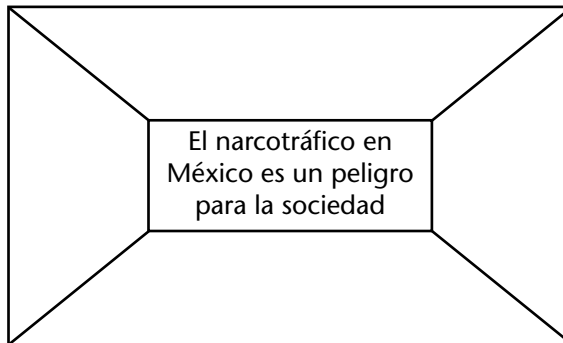 El narcotráfico en
México es un peligro
para la sociedad